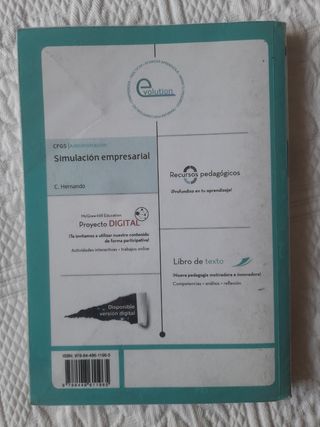 evolution
CFGS | Administración
Simulación empresarial
C. Hernando
Recursos pedagógicos
¡Profundiza en tu aprendizaje!
McGraw-Hill Education
Proyecto DIGITAL
¡Te invitamos a utilizar nuestro contenido
de forma participativa!
Actividades interactivas • trabajos online
Libro de texto
¡Nueva pedagogía motivadora e innovadora!
Competencias • análisis • reflexión
Disponible
versión digital